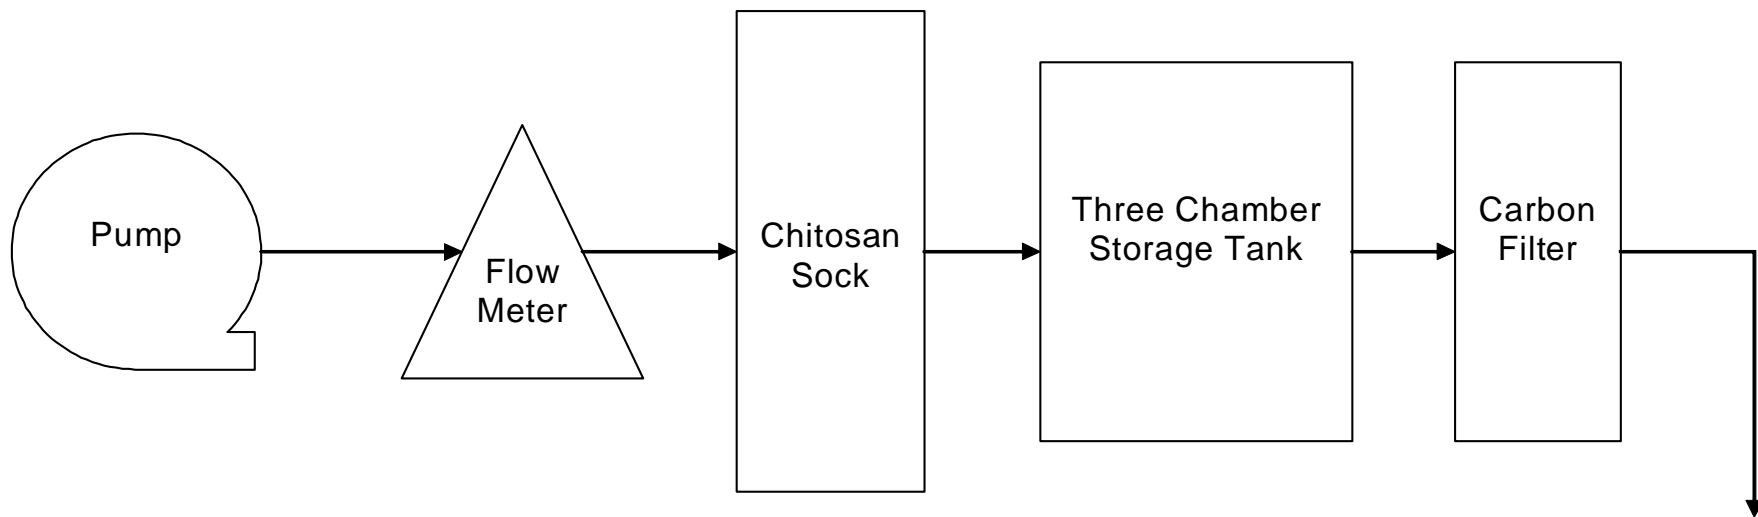 Pump
Flow
Meter
Chitosan
Sock
Three Chamber
Storage Tank
Carbon
Filter